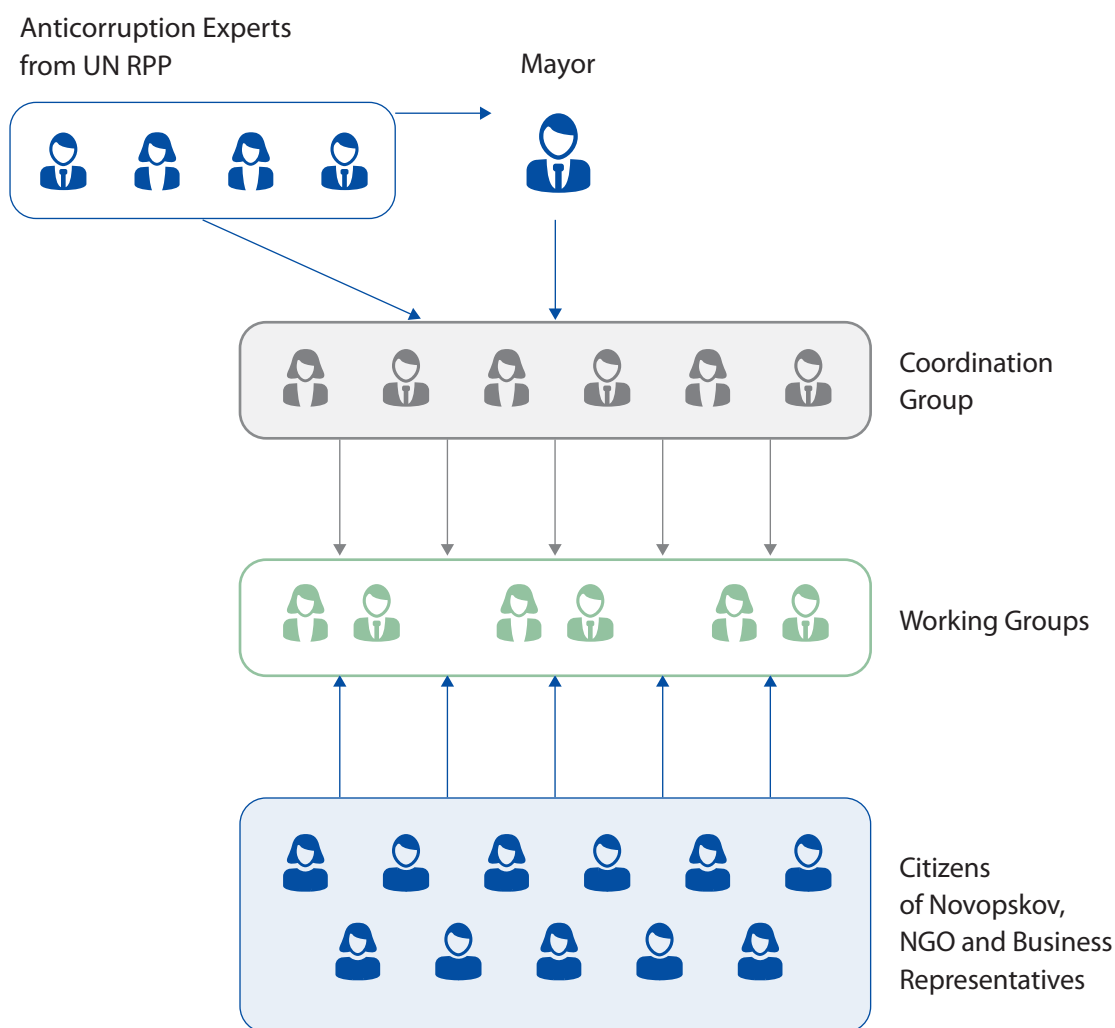 Anticorruption Experts
from UN RPP
Mayor
Coordination
Group
Working Groups
Citizens
of Novopskov,
NGO and Business
Representatives